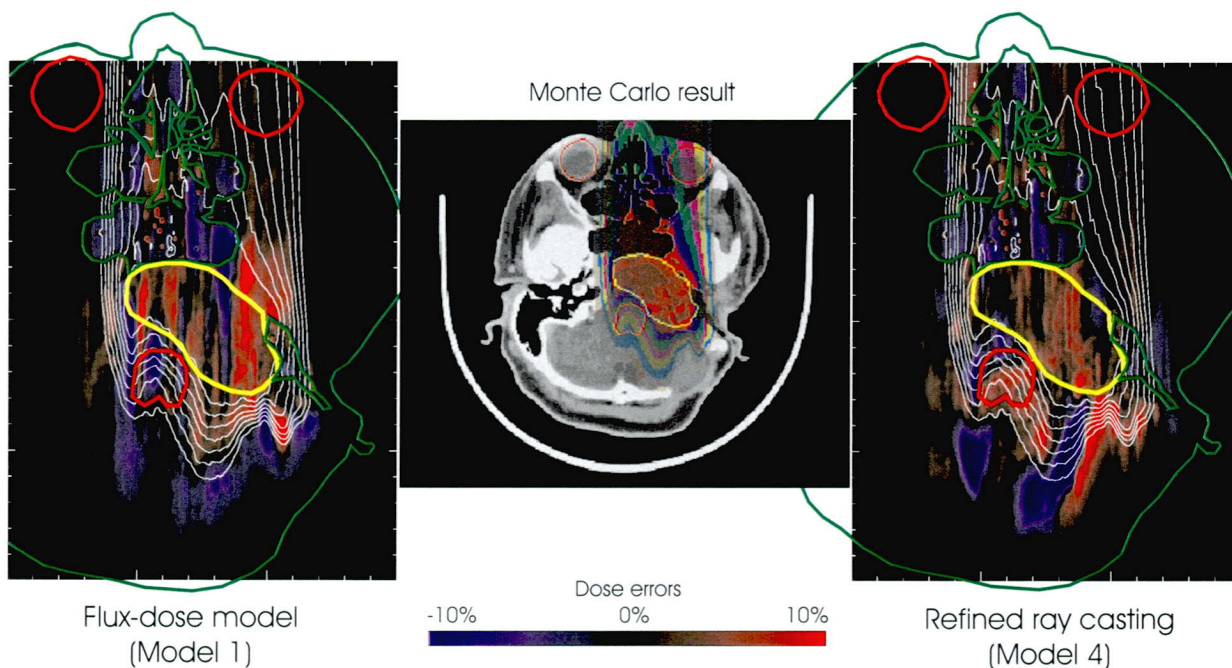 Monte Carlo result
Flux-dose model
(Model 1)
Dose errors
-10% 0% 10%
Refined ray casting
(Model 4)